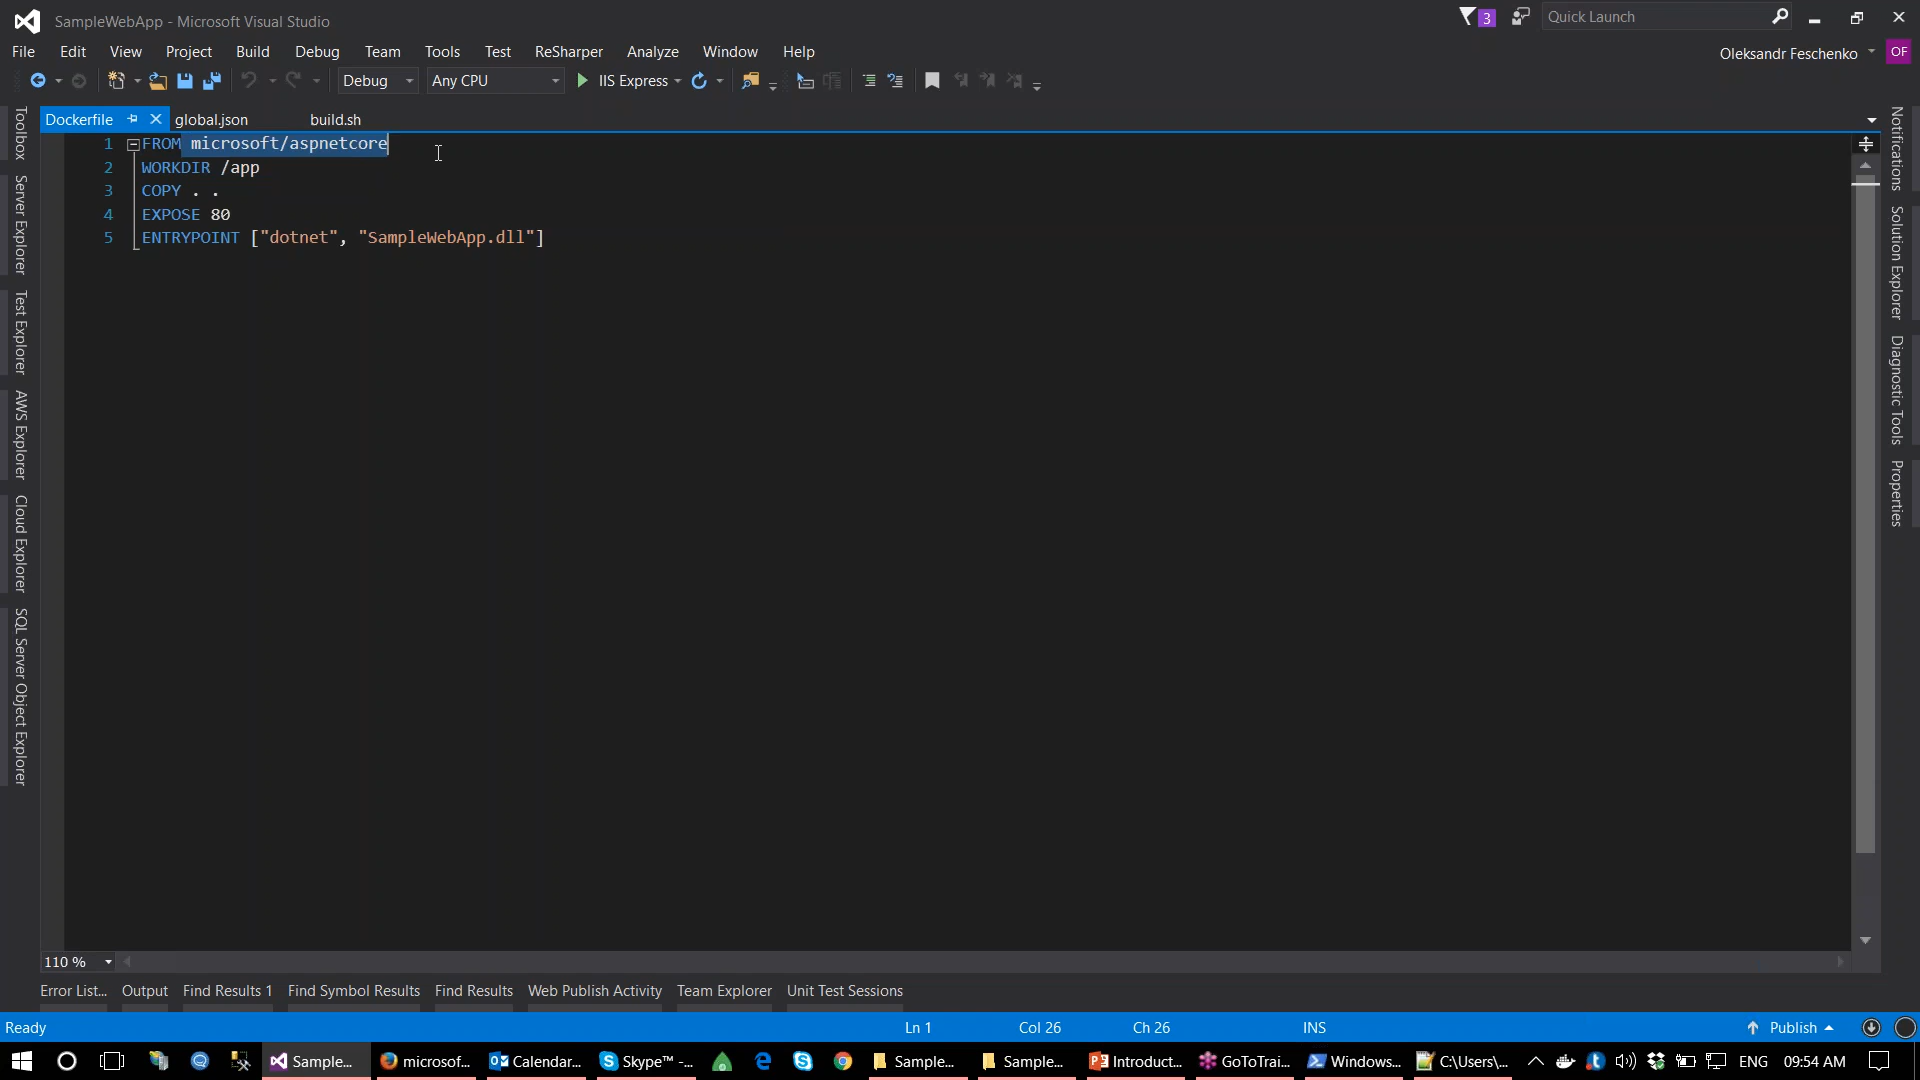 SampleWebApp - Microsoft Visual Studio
3
Quick Launch
File Edit View Project Build Debug Team Tools Test ReSharper Analyze Window Help
Oleksandr Feschenko
OF
Debug
Any CPU
IIS Express
Dockerfile
global.json
build.sh
1 FROM microsoft/aspnetcore
2 WORKDIR /app
3 COPY . .
4 EXPOSE 80
5 ENTRYPOINT ["dotnet", "SampleWebApp.dll"]
Toolbox
Server Explorer
Test Explorer
AWS Explorer
Cloud Explorer
SQL Server Object Explorer
Notifications
Solution Explorer
Diagnostic Tools
Properties
110 %
Error List... Output Find Results 1 Find Symbol Results Find Results Web Publish Activity Team Explorer Unit Test Sessions
Ready
Ln 1
Col 26
Ch 26
INS
Publish
Sample...
microsof...
Calendar...
Skype™ -...
Sample...
Sample...
Introduct...
GoToTrai...
Windows...
C:\Users\...
ENG
09:54 AM